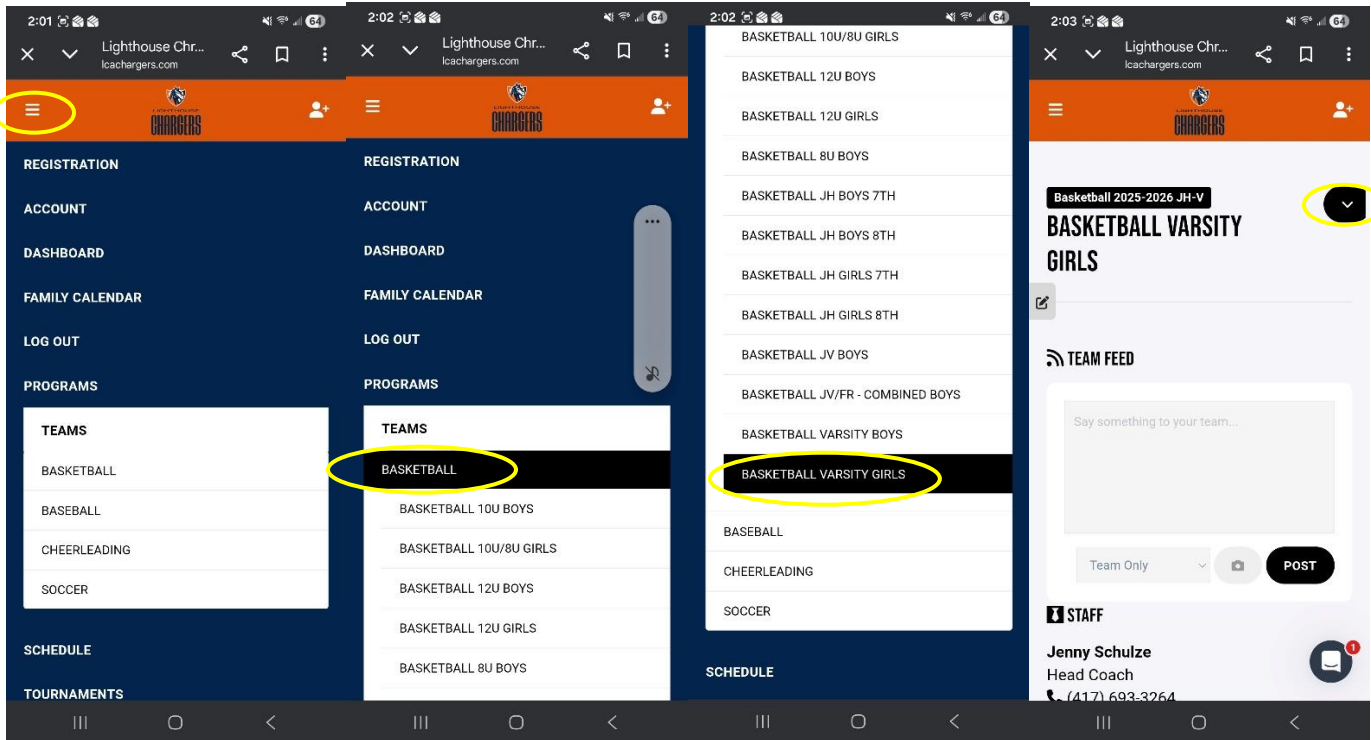 2:01
64
Lighthouse Chr...
lcachargers.com
LIGHTHOUSE
CHARGERS
REGISTRATION
ACCOUNT
DASHBOARD
FAMILY CALENDAR
LOG OUT
PROGRAMS
TEAMS
BASKETBALL
BASEBALL
CHEERLEADING
SOCCER
SCHEDULE
TOURNAMENTS
2:02
64
Lighthouse Chr...
lcachargers.com
LIGHTHOUSE
CHARGERS
REGISTRATION
ACCOUNT
DASHBOARD
FAMILY CALENDAR
LOG OUT
PROGRAMS
TEAMS
BASKETBALL
BASKETBALL 10U BOYS
BASKETBALL 10U/8U GIRLS
BASKETBALL 12U BOYS
BASKETBALL 12U GIRLS
BASKETBALL 8U BOYS
2:02
64
BASKETBALL 10U/8U GIRLS
BASKETBALL 12U BOYS
BASKETBALL 12U GIRLS
BASKETBALL 8U BOYS
BASKETBALL JH BOYS 7TH
BASKETBALL JH BOYS 8TH
BASKETBALL JH GIRLS 7TH
BASKETBALL JH GIRLS 8TH
BASKETBALL JV BOYS
BASKETBALL JV/FR - COMBINED BOYS
BASKETBALL VARSITY BOYS
BASKETBALL VARSITY GIRLS
BASEBALL
CHEERLEADING
SOCCER
SCHEDULE
2:03
64
Lighthouse Chr...
lcachargers.com
LIGHTHOUSE
CHARGERS
Basketball 2025-2026 JH-V
BASKETBALL VARSITY
GIRLS
TEAM FEED
Say something to your team...
Team Only
POST
STAFF
Jenny Schulze
Head Coach
(417) 693-3264
1